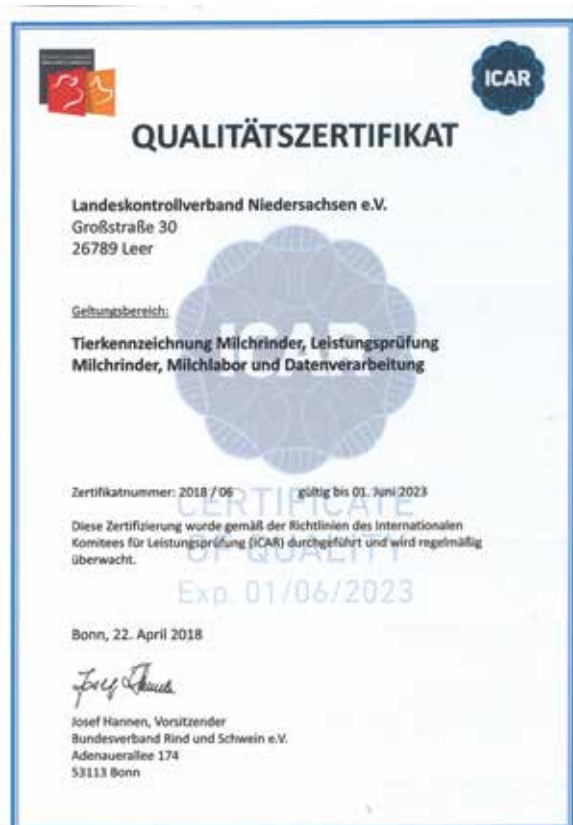 ICAR
QUALITÄTSZERTIFIKAT
Landeskontrollverband Niedersachsen e.V.
Großstraße 30
26789 Leer
Geltungsbereich:
ICAR
Tierkennzeichnung Milchrinder, Leistungsprüfung
Milchrinder, Milchlabor und Datenverarbeitung
Zertifikatnummer: 2018 / 06 gültig bis 01. Juni 2023
CERTIFICATE
Diese Zertifizierung wurde gemäß der Richtlinien des Internationalen
Komitees für Leistungsprüfung (ICAR) durchgeführt und wird regelmäßig
OF QUALITY
überwacht.
Exp. 01/06/2023
Bonn, 22. April 2018
Josef Hannen, Vorsitzender
Bundesverband Rind und Schwein e.V.
Adenauerallee 174
53113 Bonn